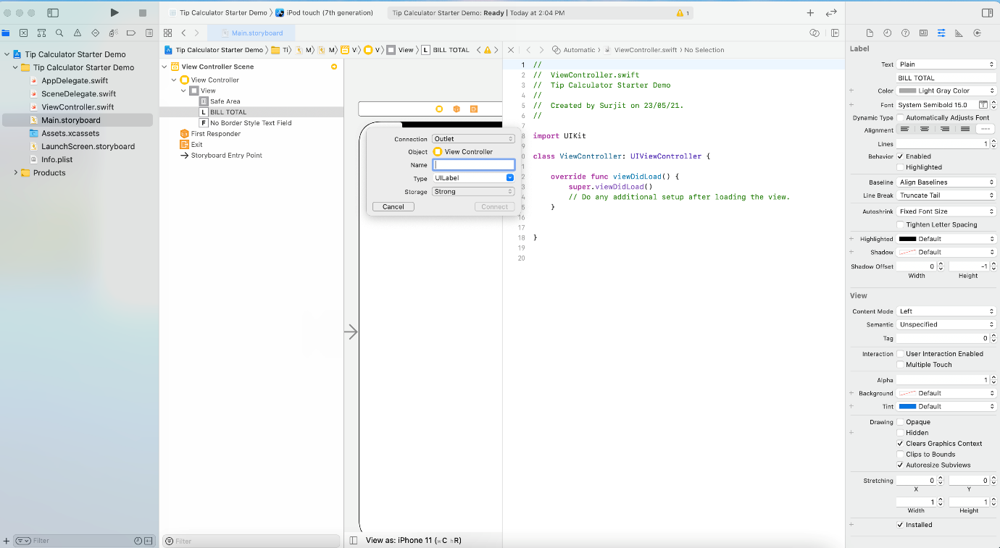 Tip Calculator Starter Demo
iPod touch (7th generation)
Tip Calculator Starter Demo: Ready | Today at 2:04 PM
1
Main.storyboard
Tip Calculator Starter Demo
Tip Calculator Starter Demo
AppDelegate.swift
SceneDelegate.swift
ViewController.swift
Main.storyboard
Assets.xcassets
LaunchScreen.storyboard
Info.plist
Products
Filter
Tip Calculator Starter Demo
Ti
M
M
V
V
View
L BILL TOTAL
View Controller Scene
View Controller
View
Safe Area
L BILL TOTAL
F No Border Style Text Field
First Responder
Exit
Storyboard Entry Point
Filter
Connection Outlet
Object View Controller
Name
Type UILabel
Storage Strong
Cancel Connect
View as: iPhone 11 (wC hR)
Automatic ViewController.swift No Selection
1 //
2 // ViewController.swift
3 // Tip Calculator Starter Demo
4 //
5 // Created by Surjit on 23/05/21.
6 //
7
8 import UIKit
9
0 class ViewController: UIViewController {
1
2 override func viewDidLoad() {
3 super.viewDidLoad()
4 // Do any additional setup after loading the view.
5 }
16
17
18 }
19
20
Label
Text Plain
BILL TOTAL
Color Light Gray Color
Font System Semibold 15.0
Dynamic Type Automatically Adjusts Font
Alignment
Lines 1
Behavior Enabled
Highlighted
Baseline Align Baselines
Line Break Truncate Tail
Autoshrink Fixed Font Size
Tighten Letter Spacing
Highlighted Default
Shadow Default
Shadow Offset 0 -1
Width Height
View
Content Mode Left
Semantic Unspecified
Tag 0
Interaction User Interaction Enabled
Multiple Touch
Alpha 1
Background Default
Tint Default
Drawing Opaque
Hidden
Clears Graphics Context
Clips to Bounds
Autoresize Subviews
Stretching 0 0
X Y
1 1
Width Height
Installed